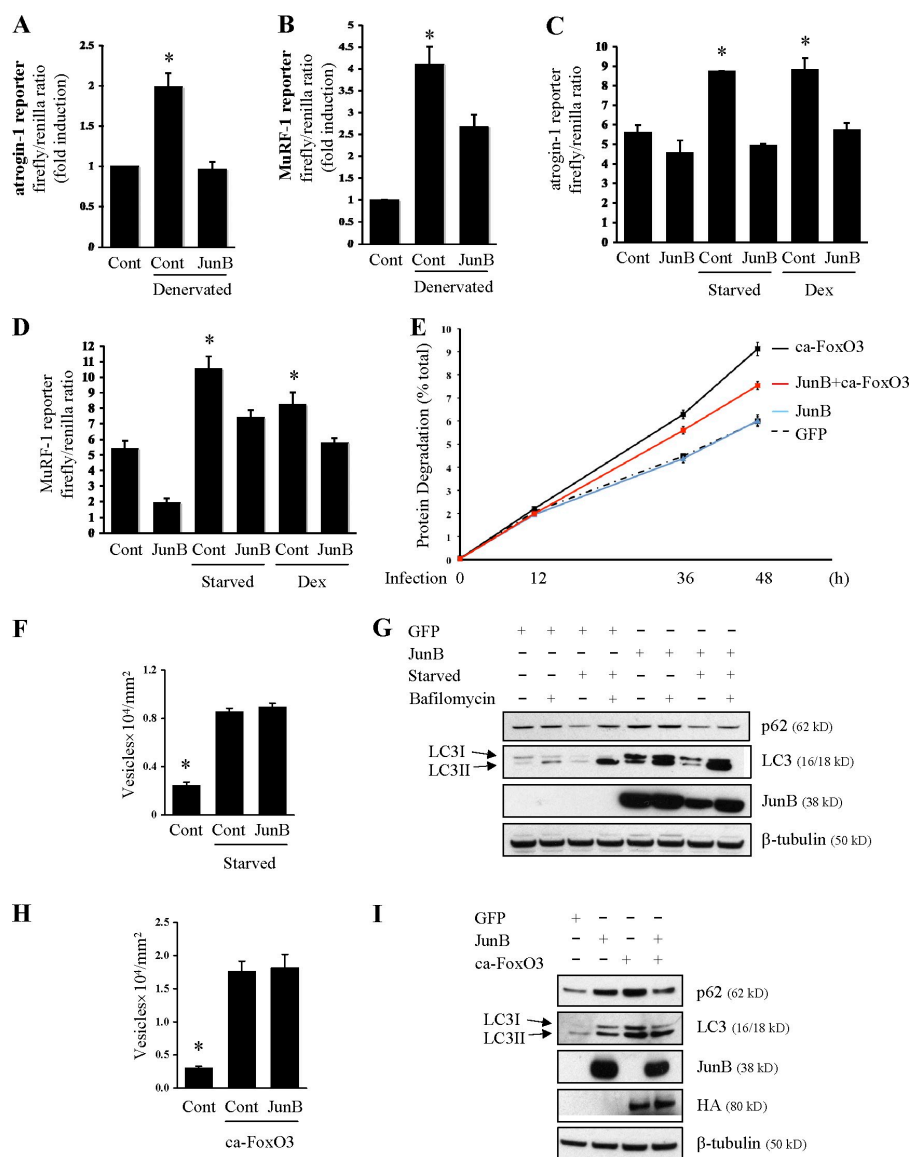 A
atrogin-1 reporter
firefly/renilla ratio
(fold induction)
2.5
2
1.5
1
0.5
0
*
Cont Cont JunB
Denervated
B
MuRF-1 reporter
firefly/renilla ratio
(fold induction)
5
4.5
4
3.5
3
2.5
2
1.5
1
0.5
0
*
Cont Cont JunB
Denervated
C
atrogin-1 reporter
firefly/renilla ratio
10
9
8
7
6
5
4
3
2
1
0
* *
Cont JunB Cont JunB Cont JunB
Starved Dex
D
MuRF-1 reporter
firefly/renilla ratio
12
11
10
9
8
7
6
5
4
3
2
1
0
* *
Cont JunB Cont JunB Cont JunB
Starved Dex
E
Protein Degradation (% total)
10
9
8
7
6
5
4
3
2
1
0
ca-FoxO3
JunB+ca-FoxO3
JunB
GFP
Infection 0 12 36 48 (h)
F
Vesicles×10⁴/mm²
1.2
0.8
0.4
0
*
Cont Cont JunB
Starved
G
GFP + + + + − − − −
JunB − − − − + + + +
Starved − − + + − − + +
Bafilomycin − + − + − + − +
p62 (62 kD)
LC3I
LC3II
LC3 (16/18 kD)
JunB (38 kD)
β-tubulin (50 kD)
H
Vesicles×10⁴/mm²
2.0
1.5
1.0
0.5
0.0
*
Cont Cont JunB
ca-FoxO3
I
GFP + − − −
JunB − + − +
ca-FoxO3 − − + +
p62 (62 kD)
LC3I
LC3II
LC3 (16/18 kD)
JunB (38 kD)
HA (80 kD)
β-tubulin (50 kD)